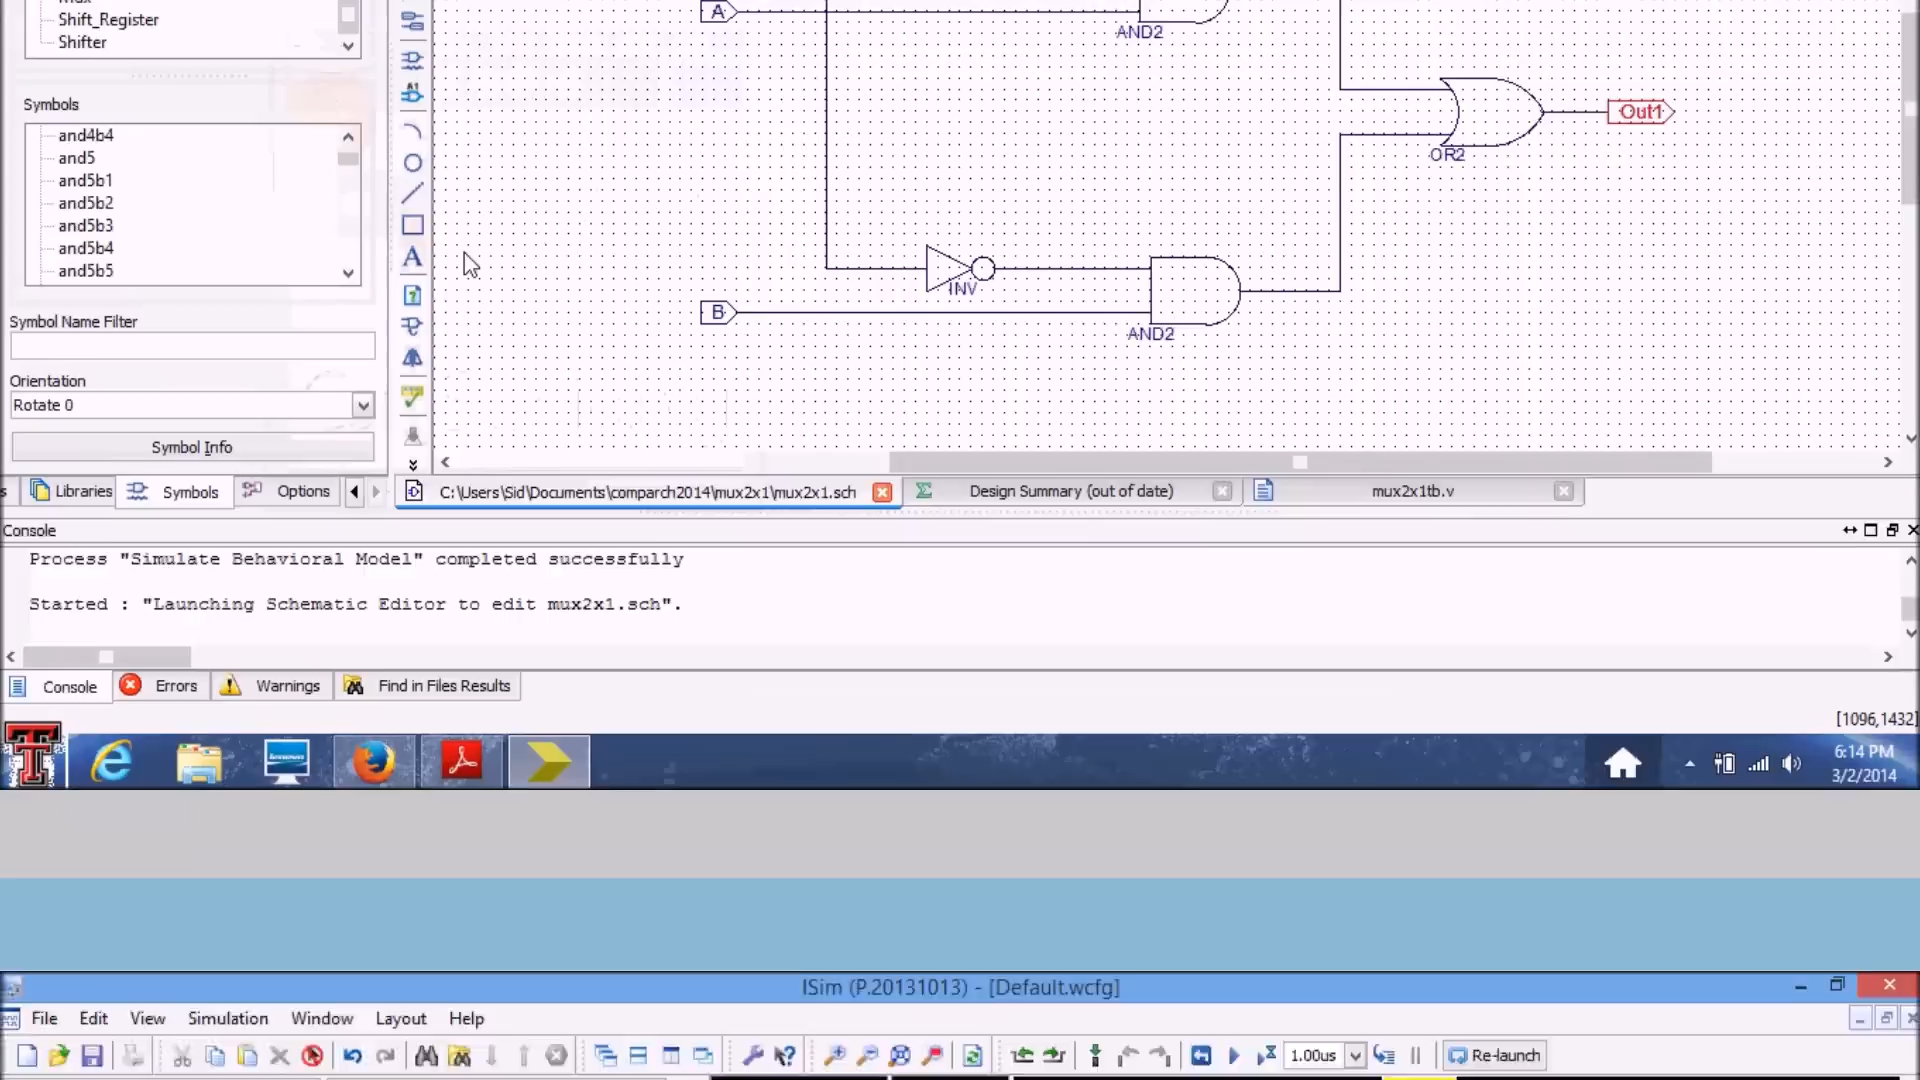 Shift_Register
Shifter
Symbols
and4b4
and5
and5b1
and5b2
and5b3
and5b4
and5b5
Symbol Name Filter
Orientation
Rotate 0
Symbol Info
A
AND2
OR2
Out1
INV
B
AND2
Libraries
Symbols
Options
C:\Users\Sid\Documents\comparch2014\mux2x1\mux2x1.sch
Design Summary (out of date)
mux2x1tb.v
Console
Process "Simulate Behavioral Model" completed successfully
Started : "Launching Schematic Editor to edit mux2x1.sch".
Console
Errors
Warnings
Find in Files Results
[1096,1432]
6:14 PM
3/2/2014
ISim (P.20131013) - [Default.wcfg]
File Edit View Simulation Window Layout Help
1.00us
Re-launch